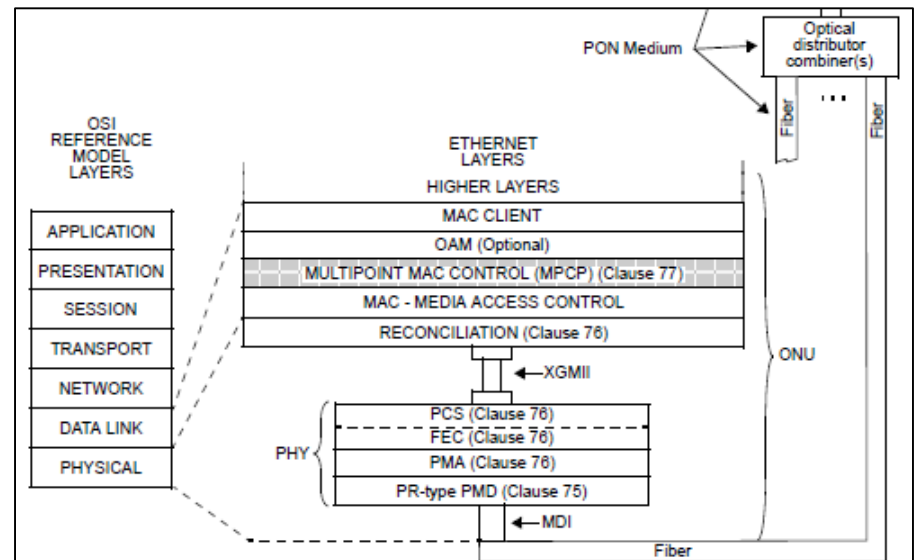 PON Medium
Optical
distributor
combiner(s)
Fiber
...
Fiber
OSI
REFERENCE
MODEL
LAYERS
APPLICATION
PRESENTATION
SESSION
TRANSPORT
NETWORK
DATA LINK
PHYSICAL
ETHERNET
LAYERS
HIGHER LAYERS
MAC CLIENT
OAM (Optional)
MULTIPOINT MAC CONTROL (MPCP) (Clause 77)
MAC - MEDIA ACCESS CONTROL
RECONCILIATION (Clause 76)
XGMII
PHY
PCS (Clause 76)
FEC (Clause 76)
PMA (Clause 76)
PR-type PMD (Clause 75)
MDI
ONU
Fiber